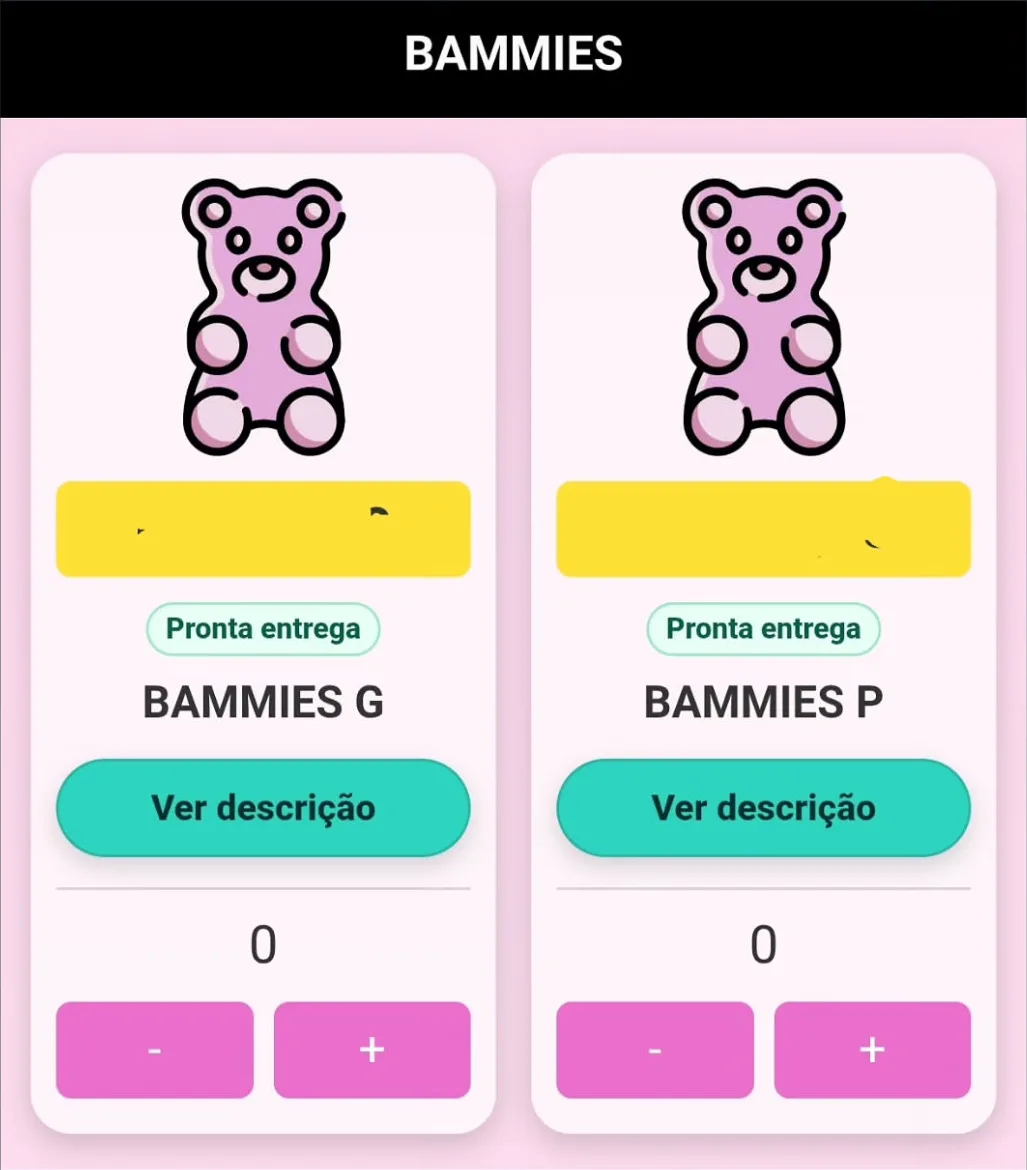 BAMMIES
Pronta entrega
Pronta entrega
BAMMIES G
BAMMIES P
Ver descrição
Ver descrição
0
0
- +
- +